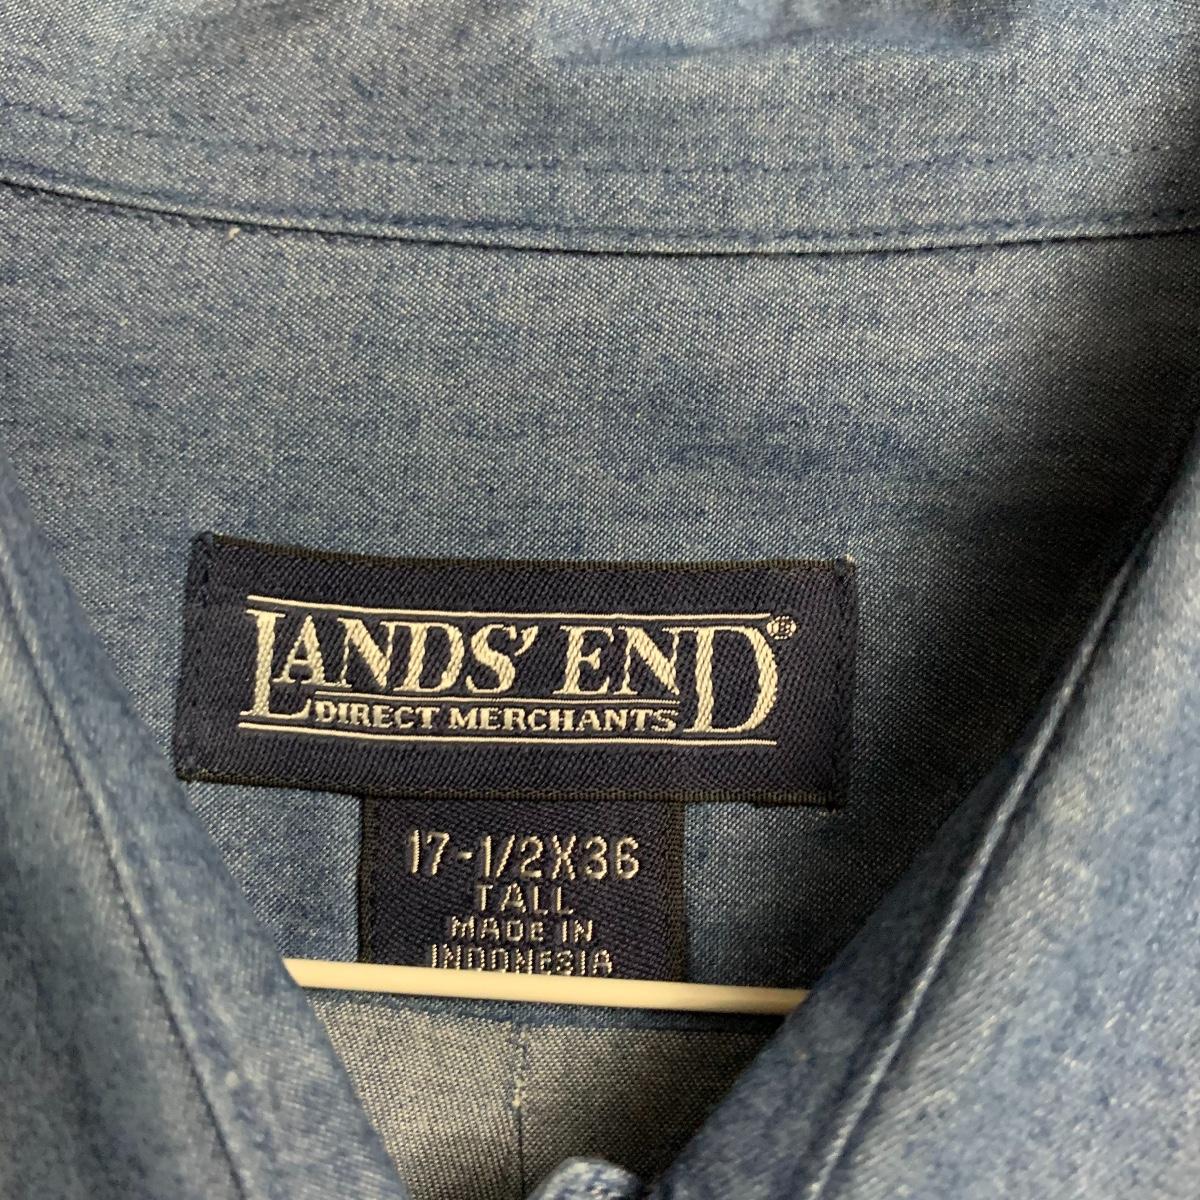 LANDS' END®
DIRECT MERCHANTS
17-1/2X36
TALL
MADE IN
INDONESIA